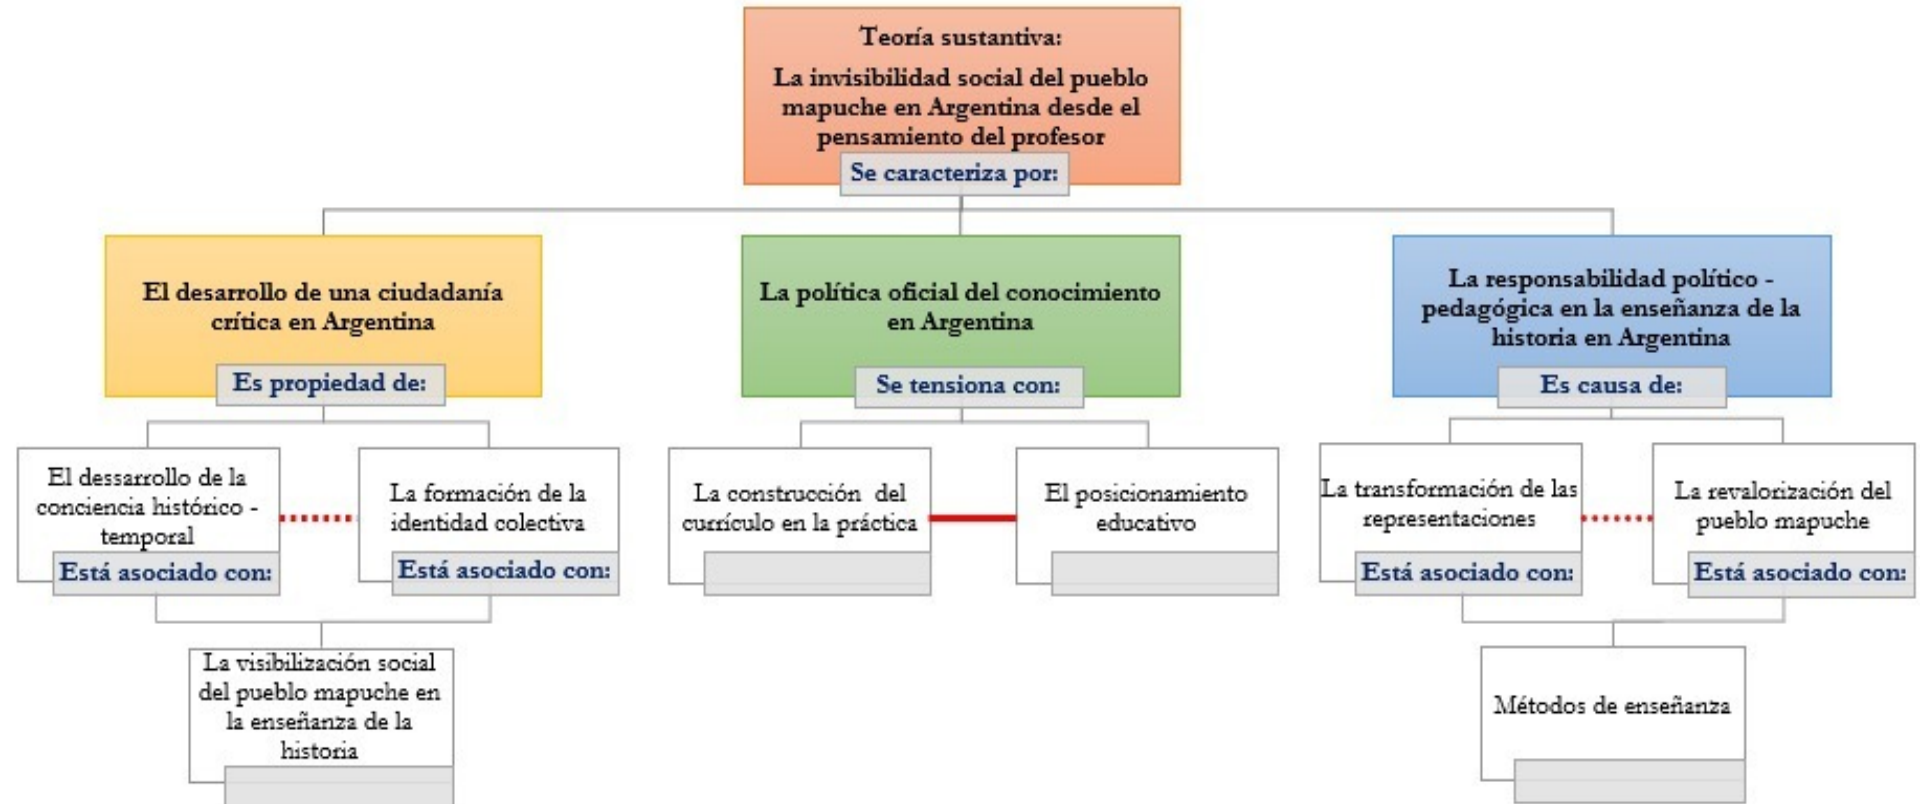 Teoría sustantiva:
La invisibilidad social del pueblo
mapuche en Argentina desde el
pensamiento del profesor
Se caracteriza por:
El desarrollo de una ciudadanía
crítica en Argentina
Es propiedad de:
La política oficial del conocimiento
en Argentina
Se tensiona con:
La responsabilidad político -
pedagógica en la enseñanza de la
historia en Argentina
Es causa de:
El dessarrollo de la
conciencia histórico -
temporal
Está asociado con:
La formación de la
identidad colectiva
Está asociado con:
La construcción del
currículo en la práctica
El posicionamiento
educativo
La transformación de las
representaciones
Está asociado con:
La revalorización del
pueblo mapuche
Está asociado con:
La visibilización social
del pueblo mapuche en
la enseñanza de la
historia
Métodos de enseñanza